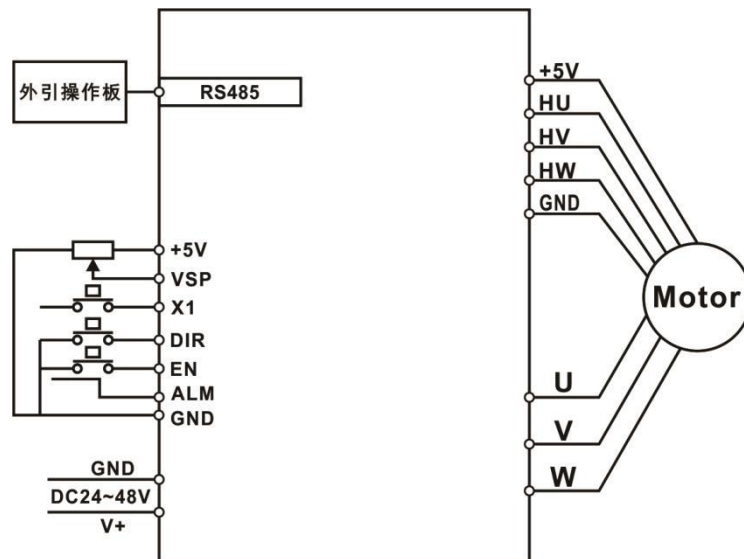 外引操作板
RS485
+5V
VSP
X1
DIR
EN
ALM
GND
GND
DC24~48V
V+
+5V
HU
HV
HW
GND
Motor
U
V
W